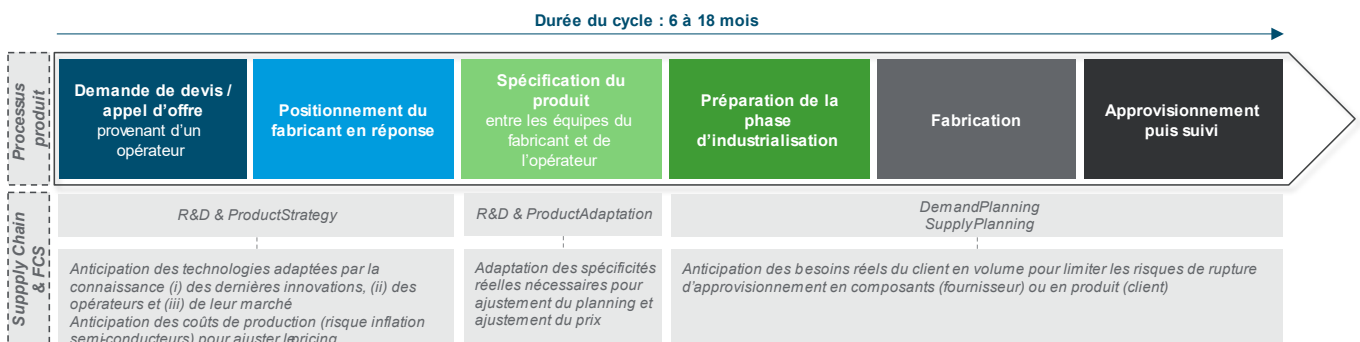 Durée du cycle : 6 à 18 mois
Processus
produit
Demande de devis /
appel d'offre
provenant d'un
opérateur
Positionnement du
fabricant en réponse
Spécification du
produit
entre les équipes du
fabricant et de
l'opérateur
Préparation de la
phase
d'industrialisation
Fabrication
Approvisionnement
puis suivi
Suppply Chain
& FCS
R&D & ProductStrategy
R&D & ProductAdaptation
DemandPlanning
SupplyPlanning
Anticipation des technologies adaptées par la
connaissance (i) des dernières innovations, (ii) des
opérateurs et (iii) de leur marché
Anticipation des coûts de production (risque inflation
semi-conducteurs) pour ajuster lepricing
Adaptation des spécificités
réelles nécessaires pour
ajustement du planning et
ajustement du prix
Anticipation des besoins réels du client en volume pour limiter les risques de rupture
d'approvisionnement en composants (fournisseur) ou en produit (client)